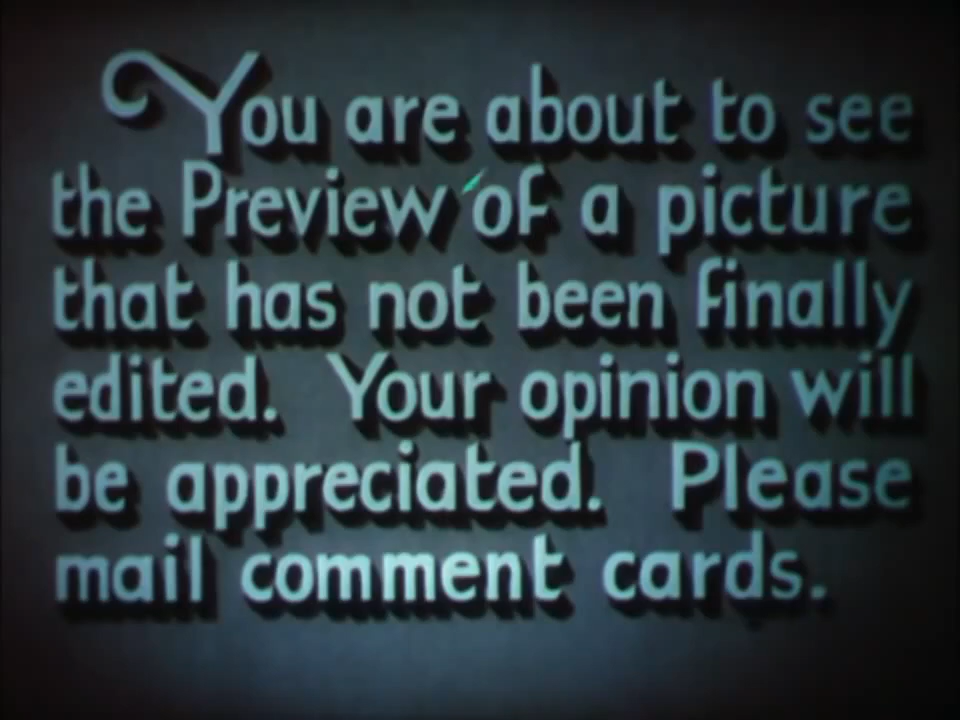 You are about to see
the Preview of a picture
that has not been finally
edited. Your opinion will
be appreciated. Please
mail comment cards.